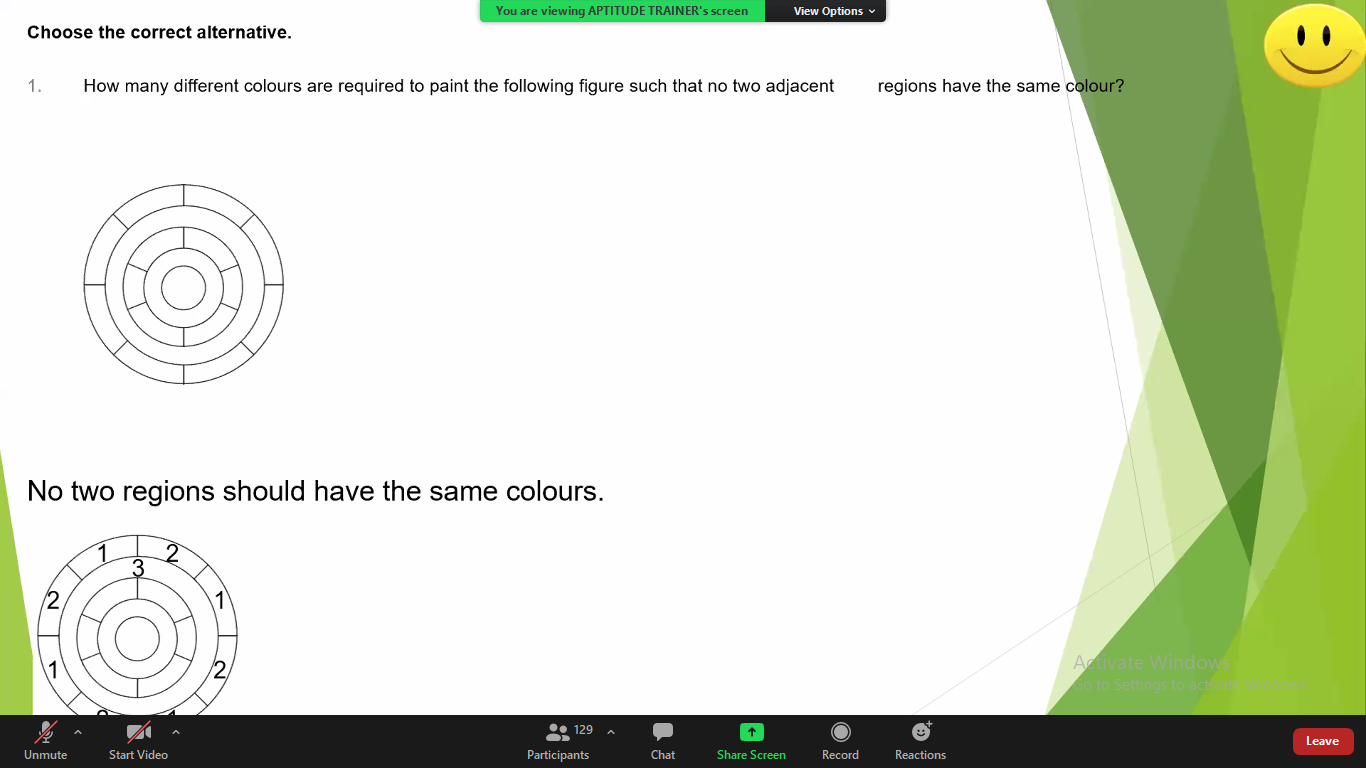 You are viewing APTITUDE TRAINER's screen View Options
Choose the correct alternative.
1. How many different colours are required to paint the following figure such that no two adjacent regions have the same colour?
No two regions should have the same colours.
1 2
3
2 1
1 2
2 1
Activate Windows
Go to Settings to activate Windows.
Unmute Start Video Participants 129 Chat Share Screen Record Reactions Leave